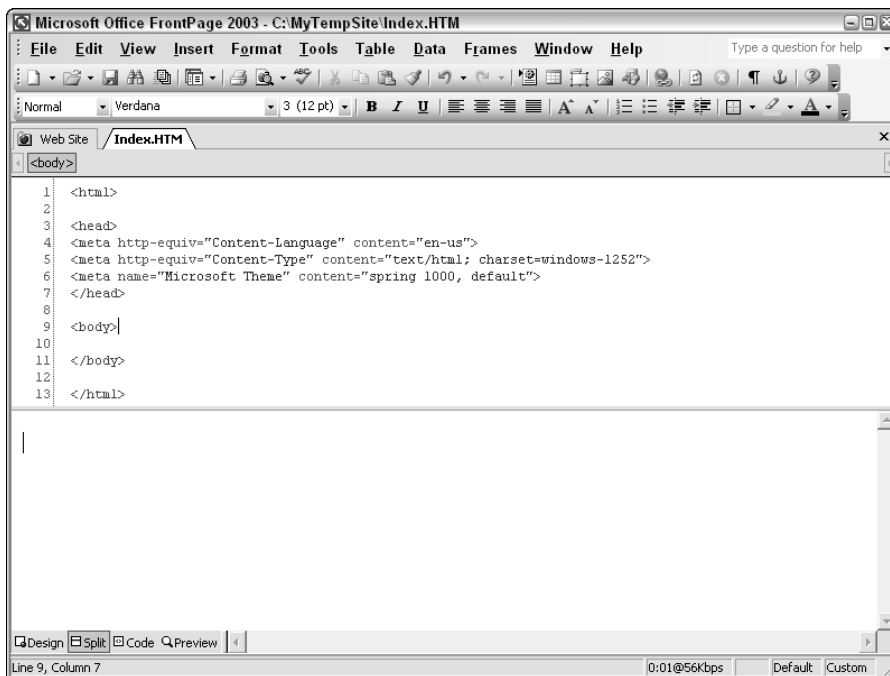 Microsoft Office FrontPage 2003 - C:\MyTempSite\Index.HTM
File Edit View Insert Format Tools Table Data Frames Window Help Type a question for help
Normal Verdana 3 (12 pt) B I U A A A
Web Site Index.HTM
<body>
1 <html>
2
3 <head>
4 <meta http-equiv="Content-Language" content="en-us">
5 <meta http-equiv="Content-Type" content="text/html; charset=windows-1252">
6 <meta name="Microsoft Theme" content="spring 1000, default">
7 </head>
8
9 <body>
10
11 </body>
12
13 </html>
Design Split Code Preview
Line 9, Column 7 0:01@56Kbps Default Custom